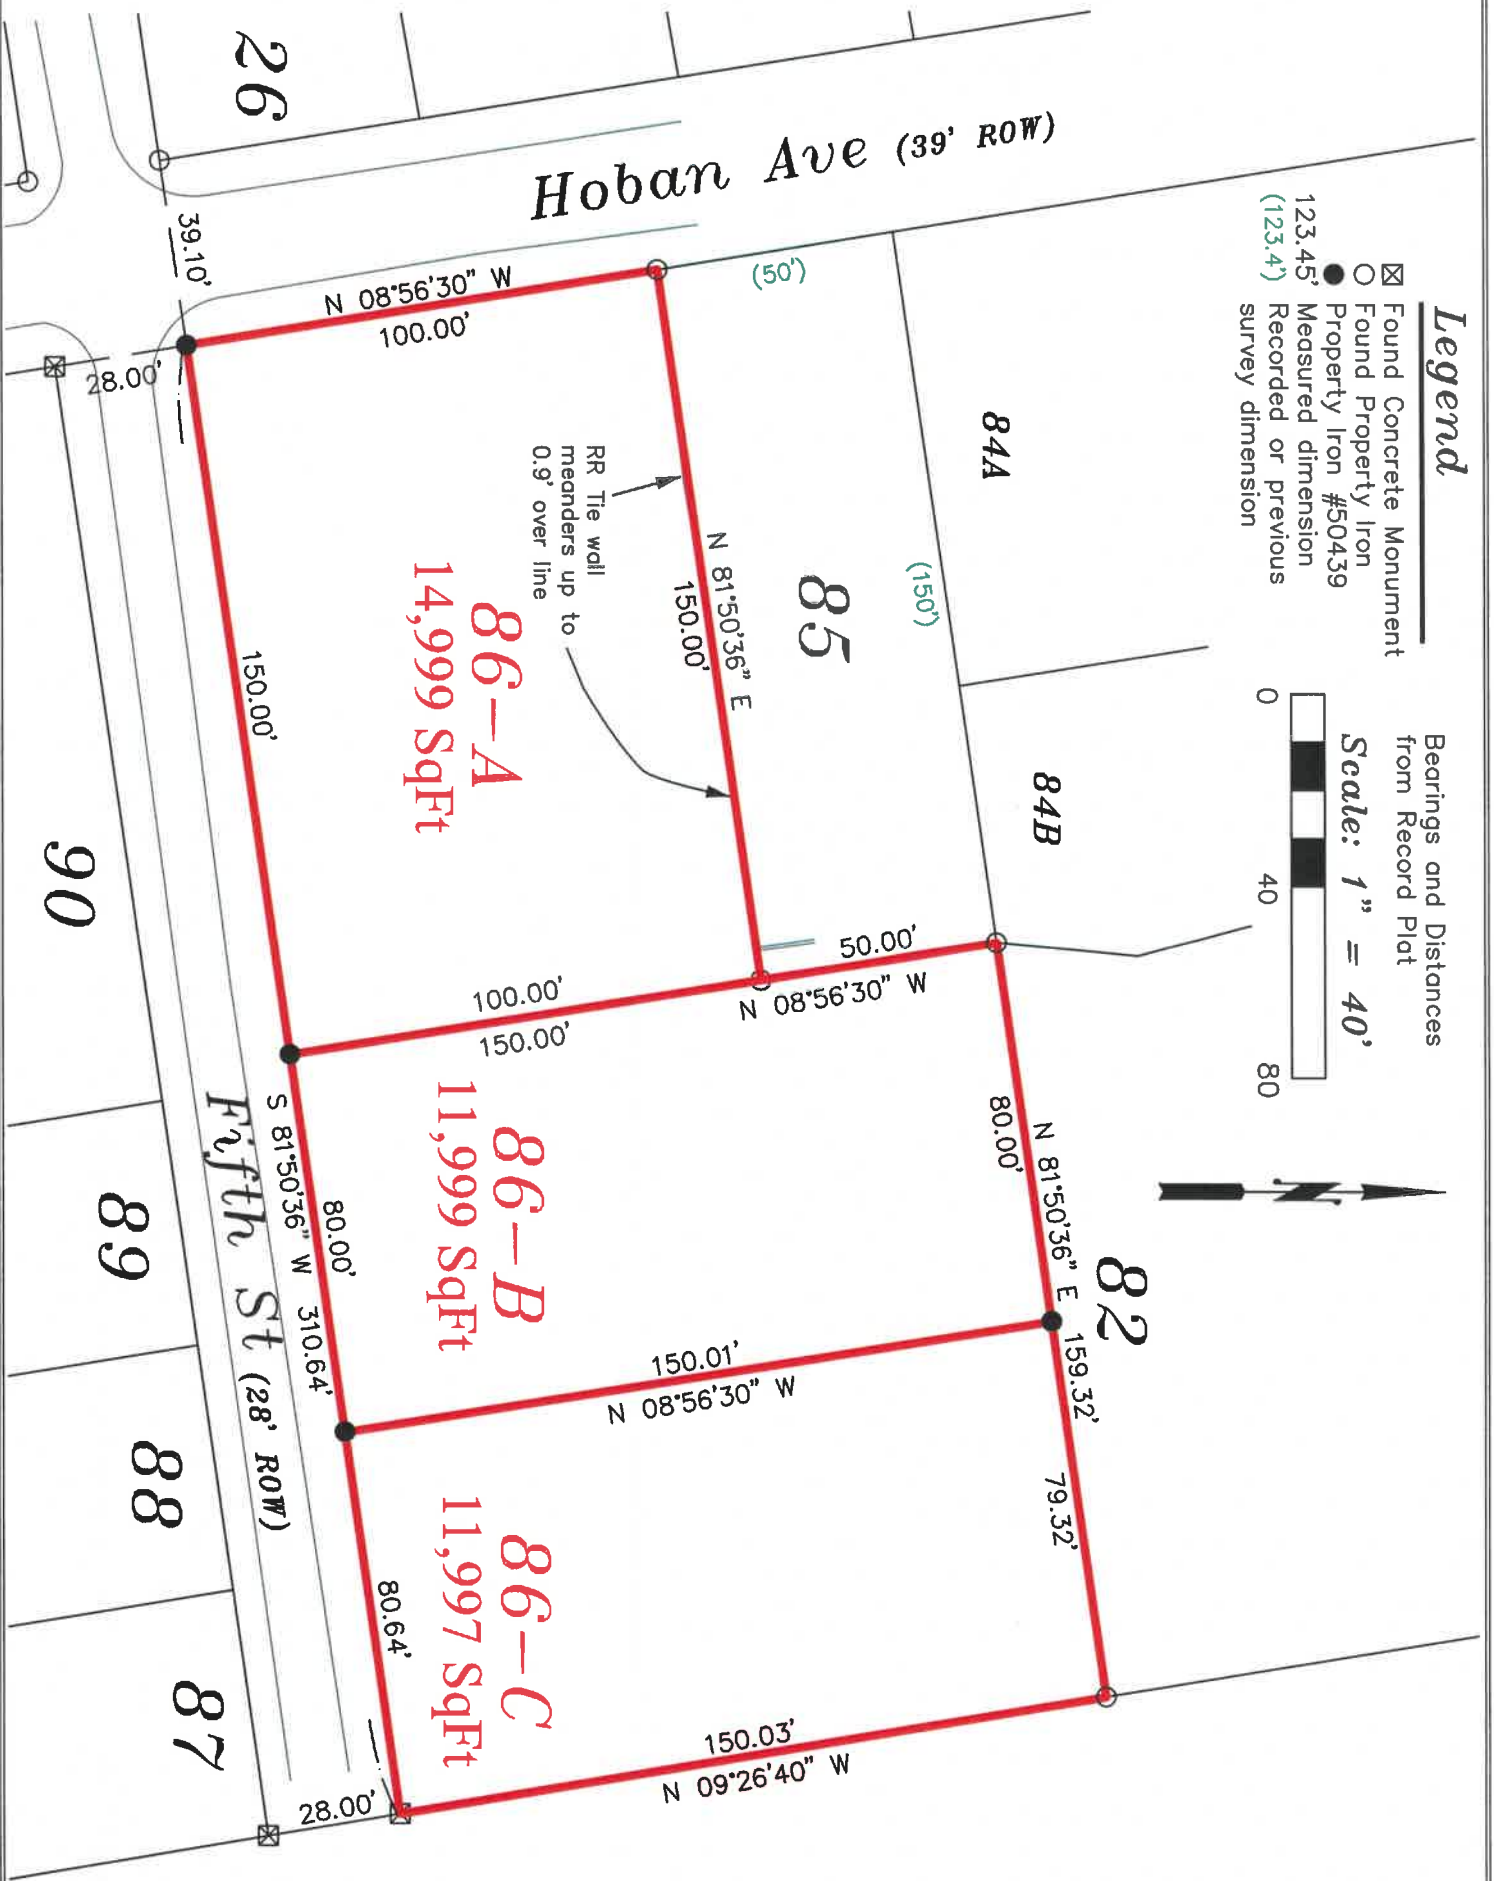 Legend
Found Concrete Monument
Found Property Iron
Property Iron #50439
123.45' Measured dimension
(123.4') Recorded or previous
survey dimension
Bearings and Distances
from Record Plat
Scale: 1" = 40'
0 40 80
Hoban Ave (39' ROW)
26
84A
84B
82
85
(50')
(150')
39.10'
28.00'
N 08°56'30" W
100.00'
N 81°50'36" E
150.00'
RR Tie wall
meanders up to
0.9' over line
86-A
14,999 SqFt
150.00'
50.00'
N 08°56'30" W
100.00'
150.00'
N 81°50'36" E 159.32'
80.00'
79.32'
86-B
11,999 SqFt
150.01'
N 08°56'30" W
S 81°50'36" W 310.64'
80.00'
80.64'
86-C
11,997 SqFt
150.03'
N 09°26'40" W
28.00'
Fifth St (28' ROW)
90
89
88
87